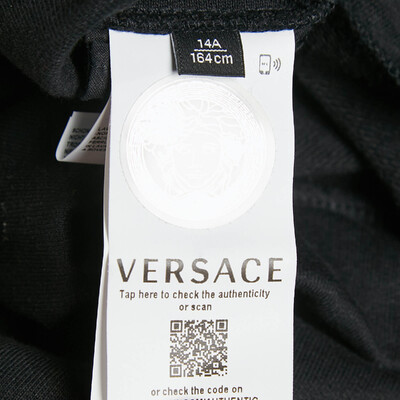 14A
164cm
VERSACE
Tap here to check the authenticity
or scan
or check the code on